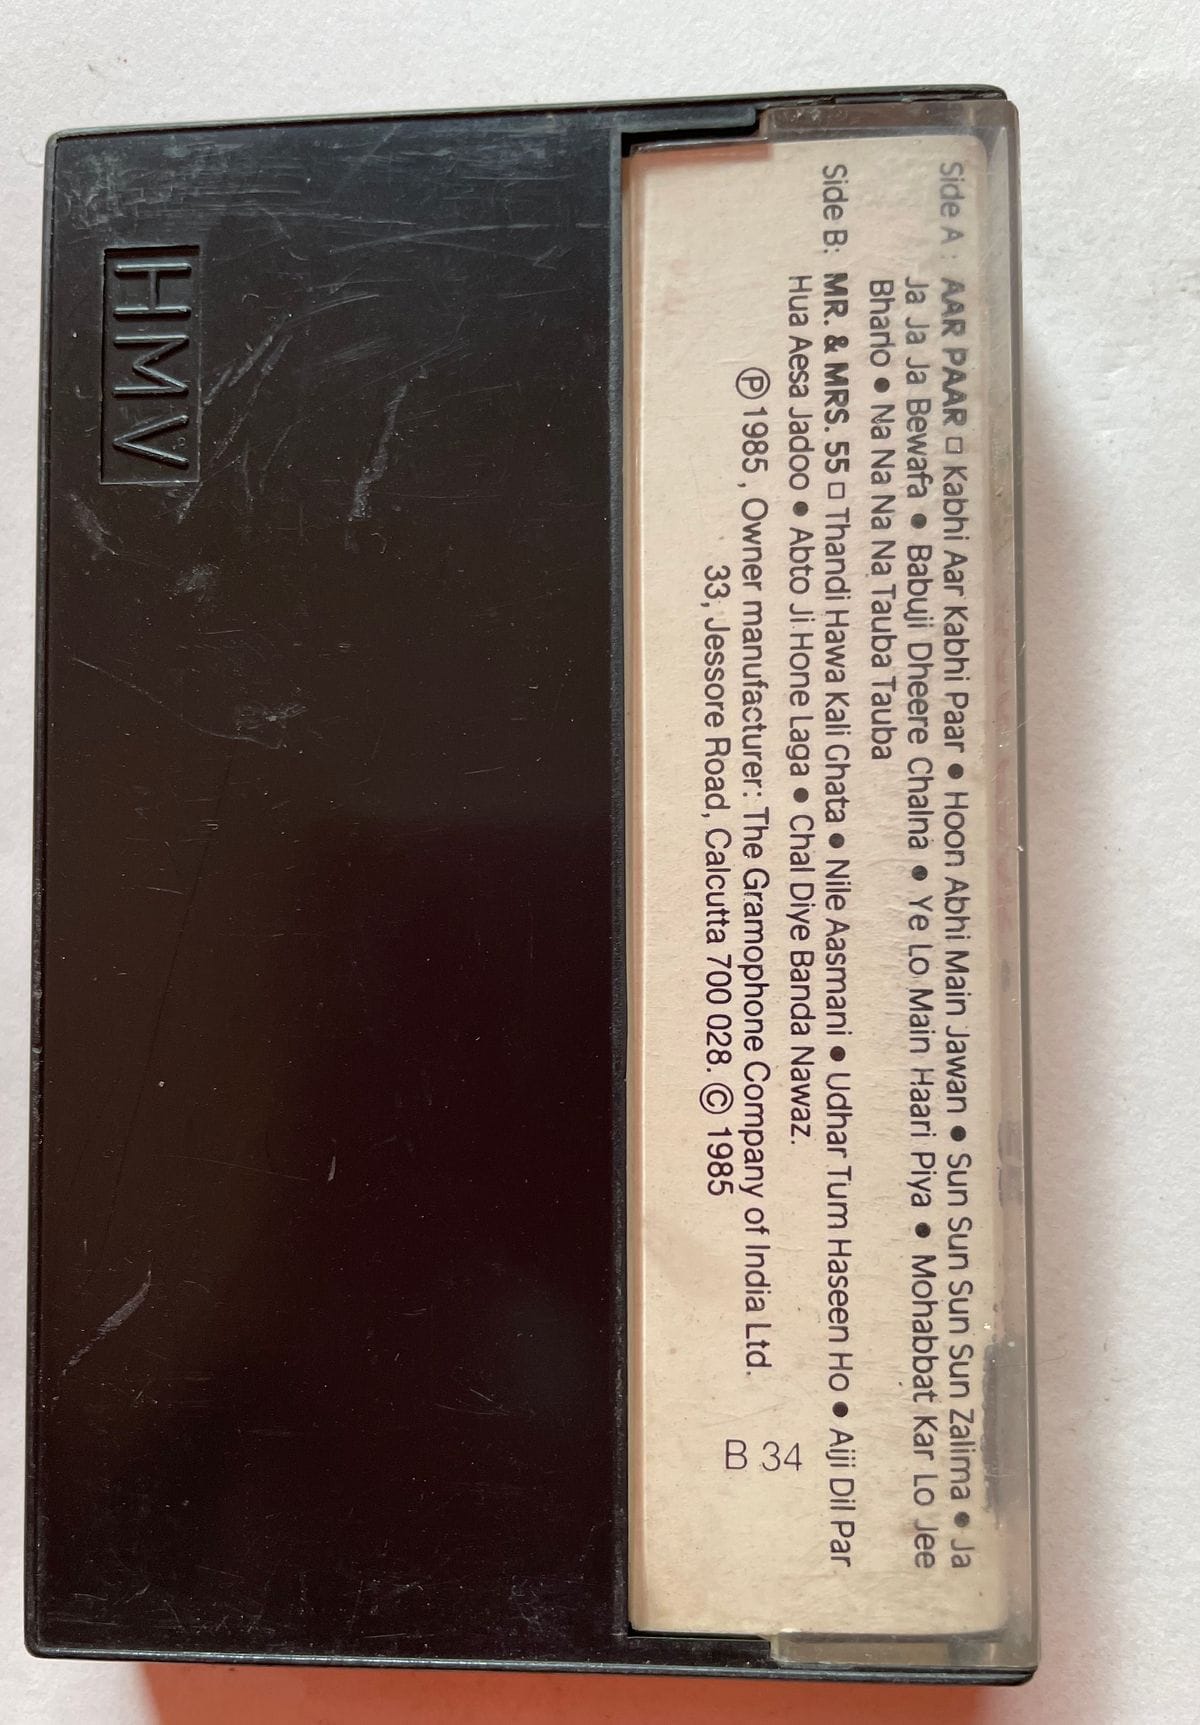 Side A : AAR PAAR □ Kabhi Aar Kabhi Paar ● Hoon Abhi Main Jawan ● Sun Sun Sun Sun Zalima ● Ja
Ja Ja Ja Bewafa ● Babuji Dheere Chalna ● Ye Lo Main Haari Piya ● Mohabbat Kar Lo Jee
Bharlo ● Na Na Na Na Tauba Tauba
Side B: MR. & MRS. 55 □ Thandi Hawa Kali Ghata ● Nile Aasmani ● Udhar Tum Haseen Ho ● Aiji Dil Par
Hua Aesa Jadoo ● Abto Ji Hone Laga ● Chal Diye Banda Nawaz.
℗ 1985 , Owner manufacturer: The Gramophone Company of India Ltd.
33, Jessore Road, Calcutta 700 028. © 1985
34
B
HMV